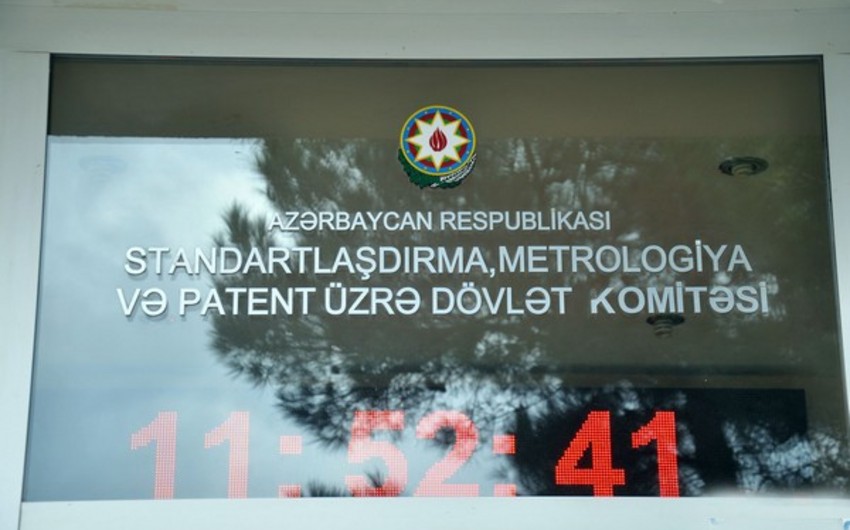 AZƏRBAYCAN RESPUBLİKASI
STANDARTLAŞDIRMA, METROLOGİYA
VƏ PATENT ÜZRƏ DÖVLƏT KOMİTƏSİ
11:52:41